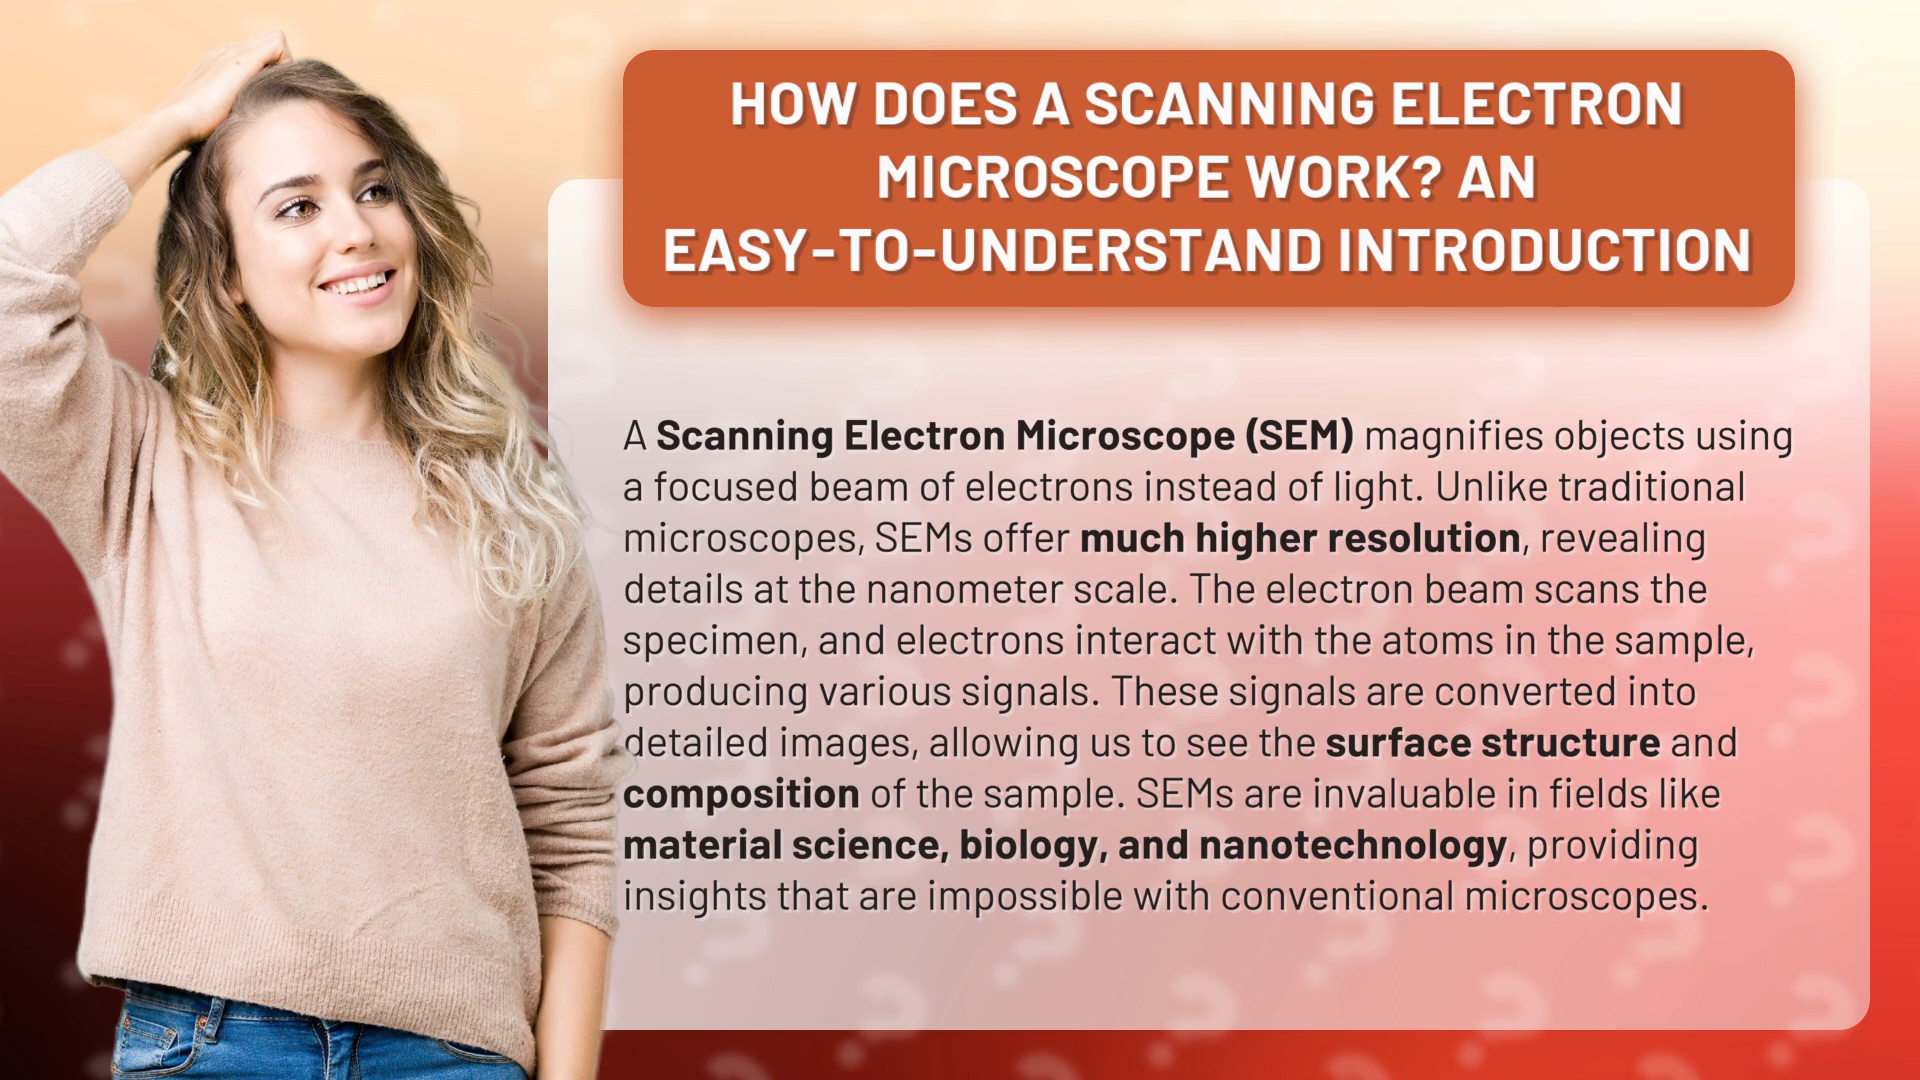 HOW DOES A SCANNING ELECTRON
MICROSCOPE WORK? AN
EASY-TO-UNDERSTAND INTRODUCTION
A Scanning Electron Microscope (SEM) magnifies objects using
a focused beam of electrons instead of light. Unlike traditional
microscopes, SEMs offer much higher resolution, revealing
details at the nanometer scale. The electron beam scans the
specimen, and electrons interact with the atoms in the sample,
producing various signals. These signals are converted into
detailed images, allowing us to see the surface structure and
composition of the sample. SEMs are invaluable in fields like
material science, biology, and nanotechnology, providing
insights that are impossible with conventional microscopes.